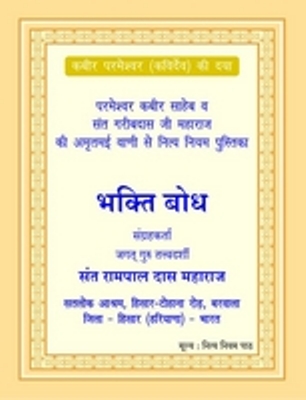 कबीर परमेश्वर (कविर्देव) की दया
परमेश्वर कबीर साहेब व
संत गरीबदास जी महाराज
की अमृतमई वाणी से नित्य नियम पुस्तिका
भक्ति बोध
संग्रहकर्ता
जगत् गुरु तत्वदर्शी
संत रामपाल दास महाराज
सतलोक आश्रम, हिसार-टोहाना रोड़, बरवाला
जिला - हिसार (हरियाणा) - भारत
मूल्य : नित्य नियम पाठ